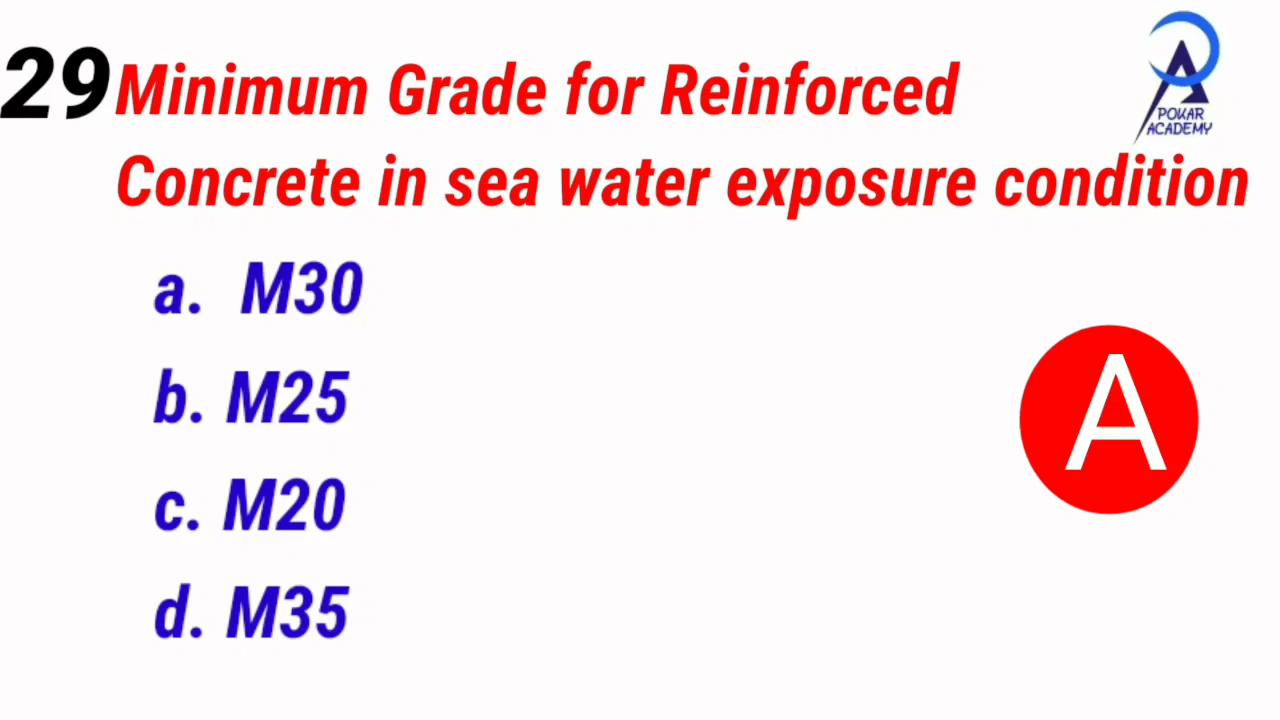 29 Minimum Grade for Reinforced
Concrete in sea water exposure condition
a. M30
b. M25
c. M20
d. M35
A
POKAR
ACADEMY